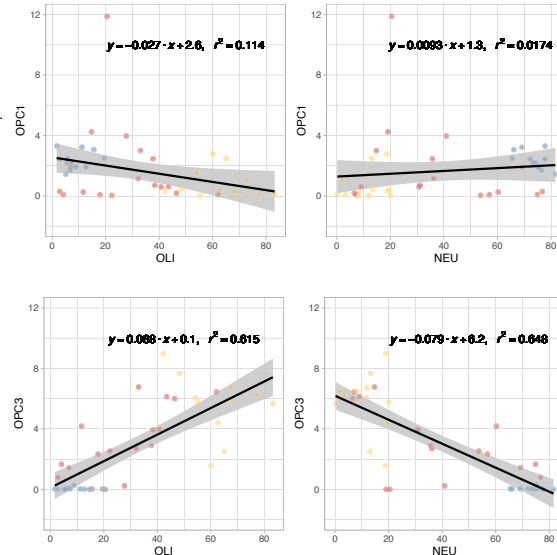 12
y = −0.027 · x + 2.6, r² = 0.114
8
OPC1
4
0
0 20 40 60 80
OLI
12
y = 0.0093 · x + 1.3, r² = 0.0174
8
OPC1
4
0
0 20 40 60 80
NEU
12
y = 0.088 · x + 0.1, r² = 0.615
8
OPC3
4
0
0 20 40 60 80
OLI
12
y = −0.079 · x + 6.2, r² = 0.648
8
OPC3
4
0
0 20 40 60 80
NEU